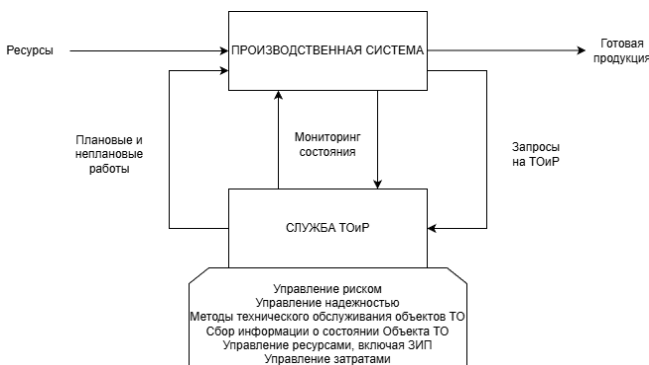 Ресурсы
ПРОИЗВОДСТВЕННАЯ СИСТЕМА
Готовая
продукция
Плановые и
неплановые
работы
Мониторинг
состояния
Запросы
на ТОиР
СЛУЖБА ТОиР
Управление риском
Управление надежностью
Методы технического обслуживания объектов ТО
Сбор информации о состоянии Объекта ТО
Управление ресурсами, включая ЗИП
Управление затратами